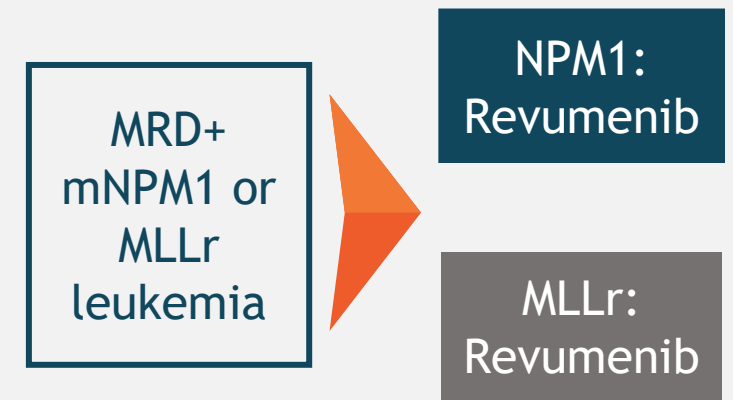 MRD+
mNPM1 or
MLLr
leukemia
NPM1:
Revumenib
MLLr:
Revumenib